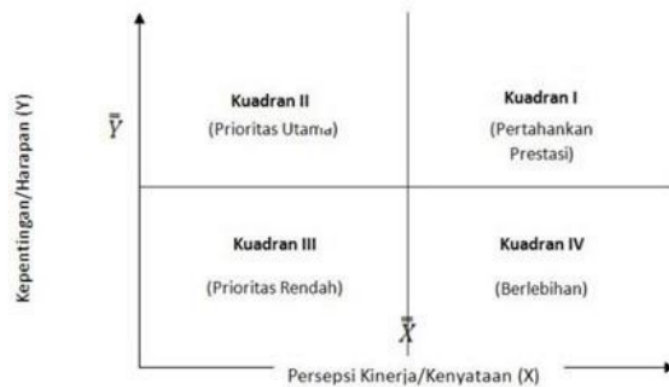 Kepentingan/Harapan (Y)
Kuadran II
(Prioritas Utama)
Kuadran I
(Pertahankan
Prestasi)
Y̿
Kuadran III
(Prioritas Rendah)
Kuadran IV
(Berlebihan)
X̿
Persepsi Kinerja/Kenyataan (X)